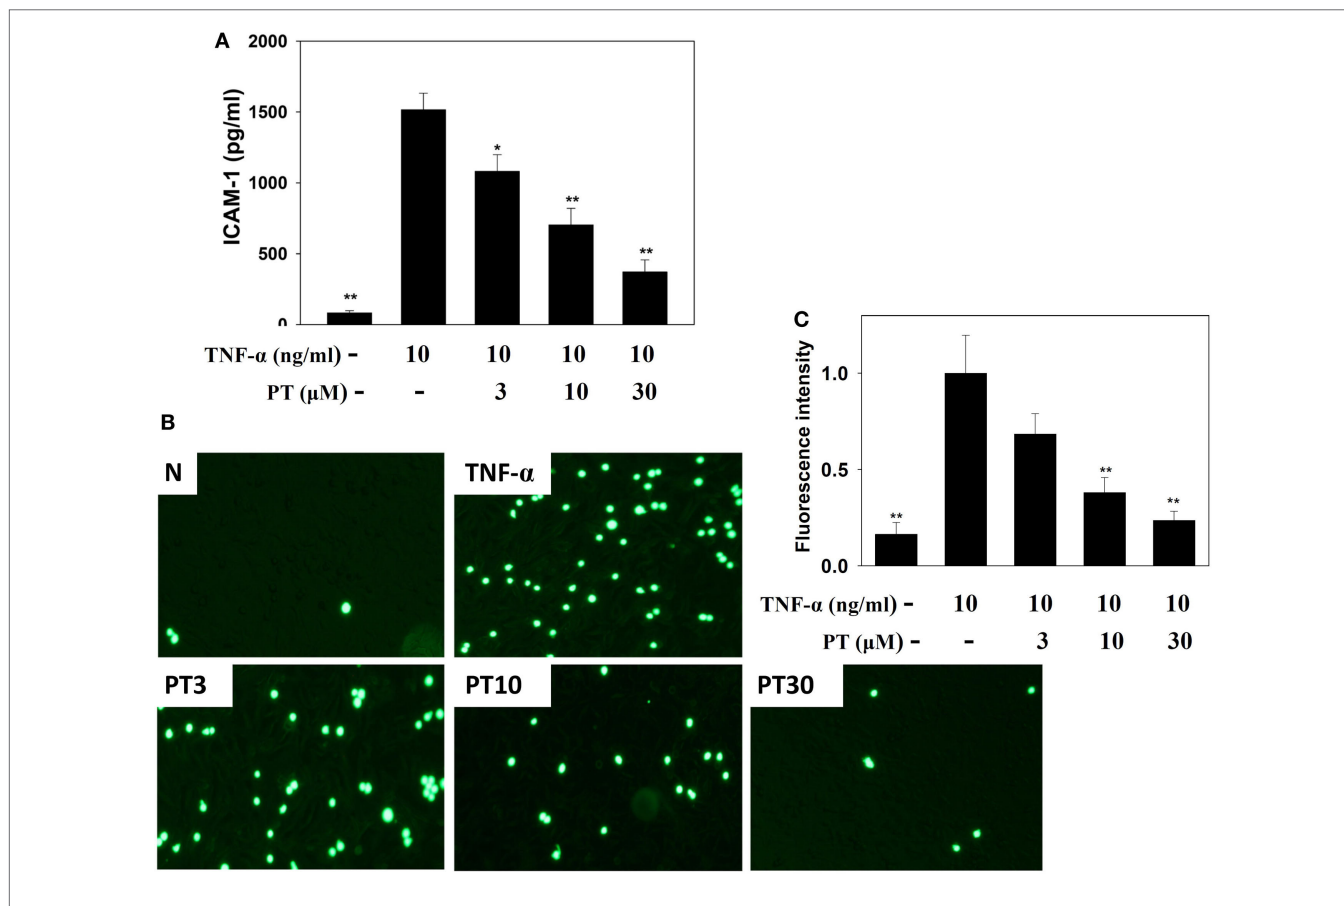 A
2000
1500
1000
500
0
ICAM-1 (pg/ml)
**
*
**
**
TNF-α (ng/ml) - 10 10 10 10
PT (μM) - - 3 10 30
B
N
TNF-α
PT3
PT10
PT30
C
1.0
0.5
0.0
Fluorescence intensity
**
**
**
TNF-α (ng/ml) - 10 10 10 10
PT (μM) - - 3 10 30